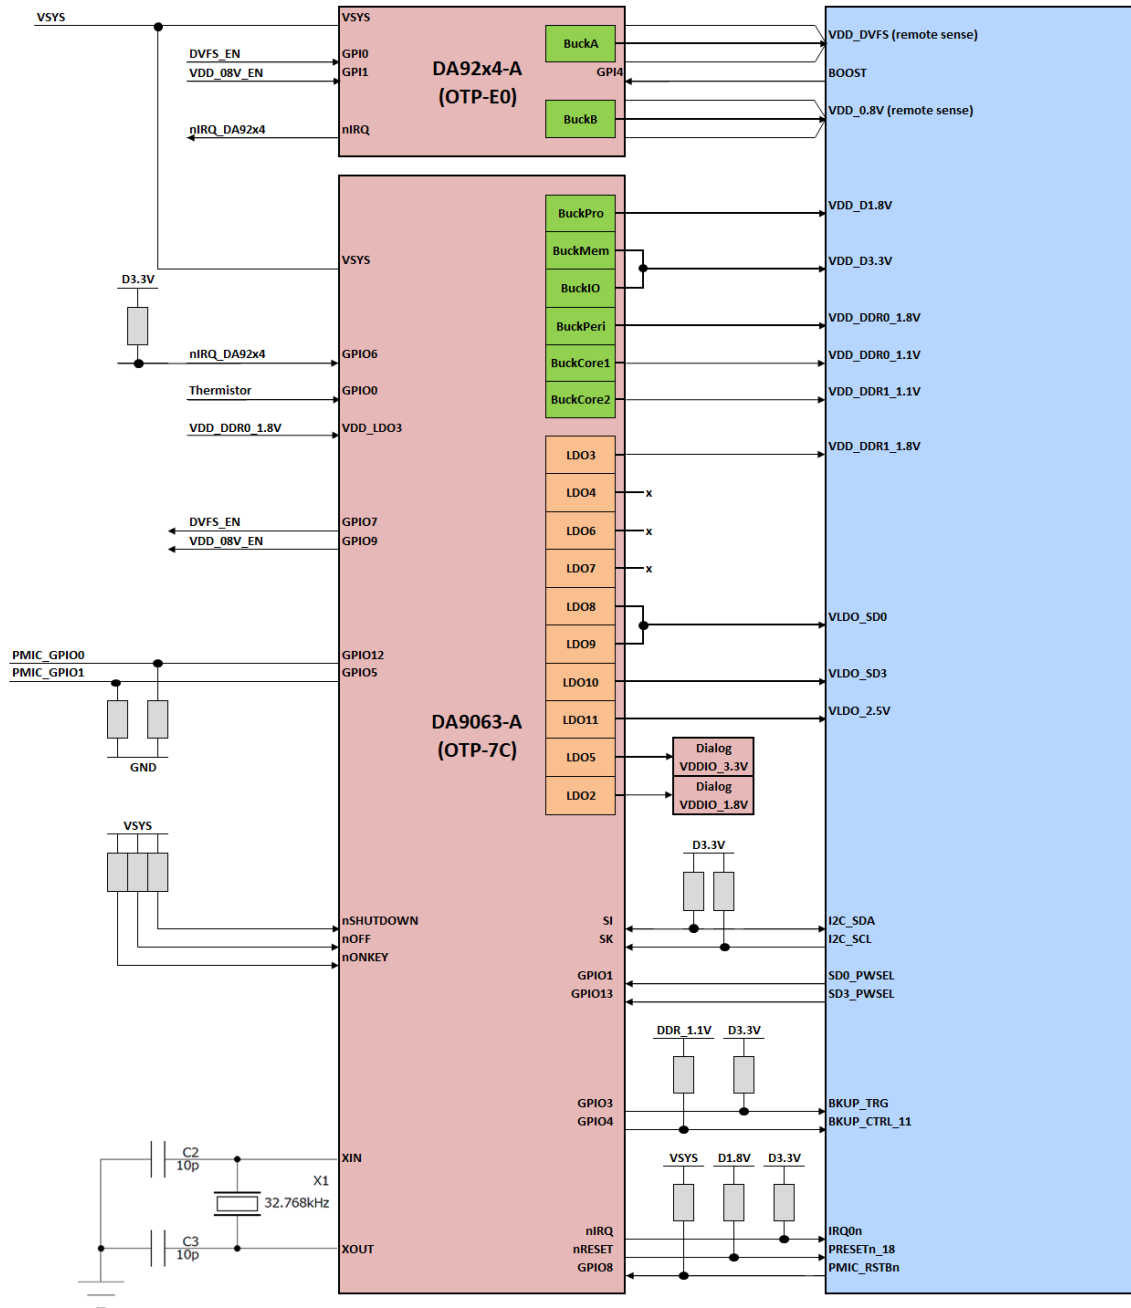 VSYS
VSYS
DVFS_EN
GPI0
VDD_08V_EN
GPI1
nIRQ_DA92x4
nIRQ
DA92x4-A
(OTP-E0)
BuckA
GPI4
BuckB
VDD_DVFS (remote sense)
BOOST
VDD_0.8V (remote sense)
BuckPro
VDD_D1.8V
BuckMem
VSYS
VDD_D3.3V
D3.3V
BuckIO
BuckPeri
VDD_DDR0_1.8V
nIRQ_DA92x4
GPIO6
BuckCore1
VDD_DDR0_1.1V
Thermistor
GPIO0
BuckCore2
VDD_DDR1_1.1V
VDD_DDR0_1.8V
VDD_LDO3
LDO3
VDD_DDR1_1.8V
LDO4
x
DVFS_EN
GPIO7
LDO6
x
VDD_08V_EN
GPIO9
LDO7
x
LDO8
VLDO_SD0
LDO9
PMIC_GPIO0
GPIO12
PMIC_GPIO1
GPIO5
LDO10
VLDO_SD3
DA9063-A
(OTP-7C)
LDO11
VLDO_2.5V
GND
LDO5
Dialog
VDDIO_3.3V
LDO2
Dialog
VDDIO_1.8V
VSYS
D3.3V
nSHUTDOWN
SI
I2C_SDA
nOFF
SK
I2C_SCL
nONKEY
GPIO1
SD0_PWSEL
GPIO13
SD3_PWSEL
DDR_1.1V
D3.3V
GPIO3
BKUP_TRG
GPIO4
BKUP_CTRL_11
C2
10p
XIN
VSYS
D1.8V
D3.3V
X1
32.768kHz
C3
10p
XOUT
nIRQ
IRQ0n
nRESET
PRESETn_18
GPIO8
PMIC_RSTBn